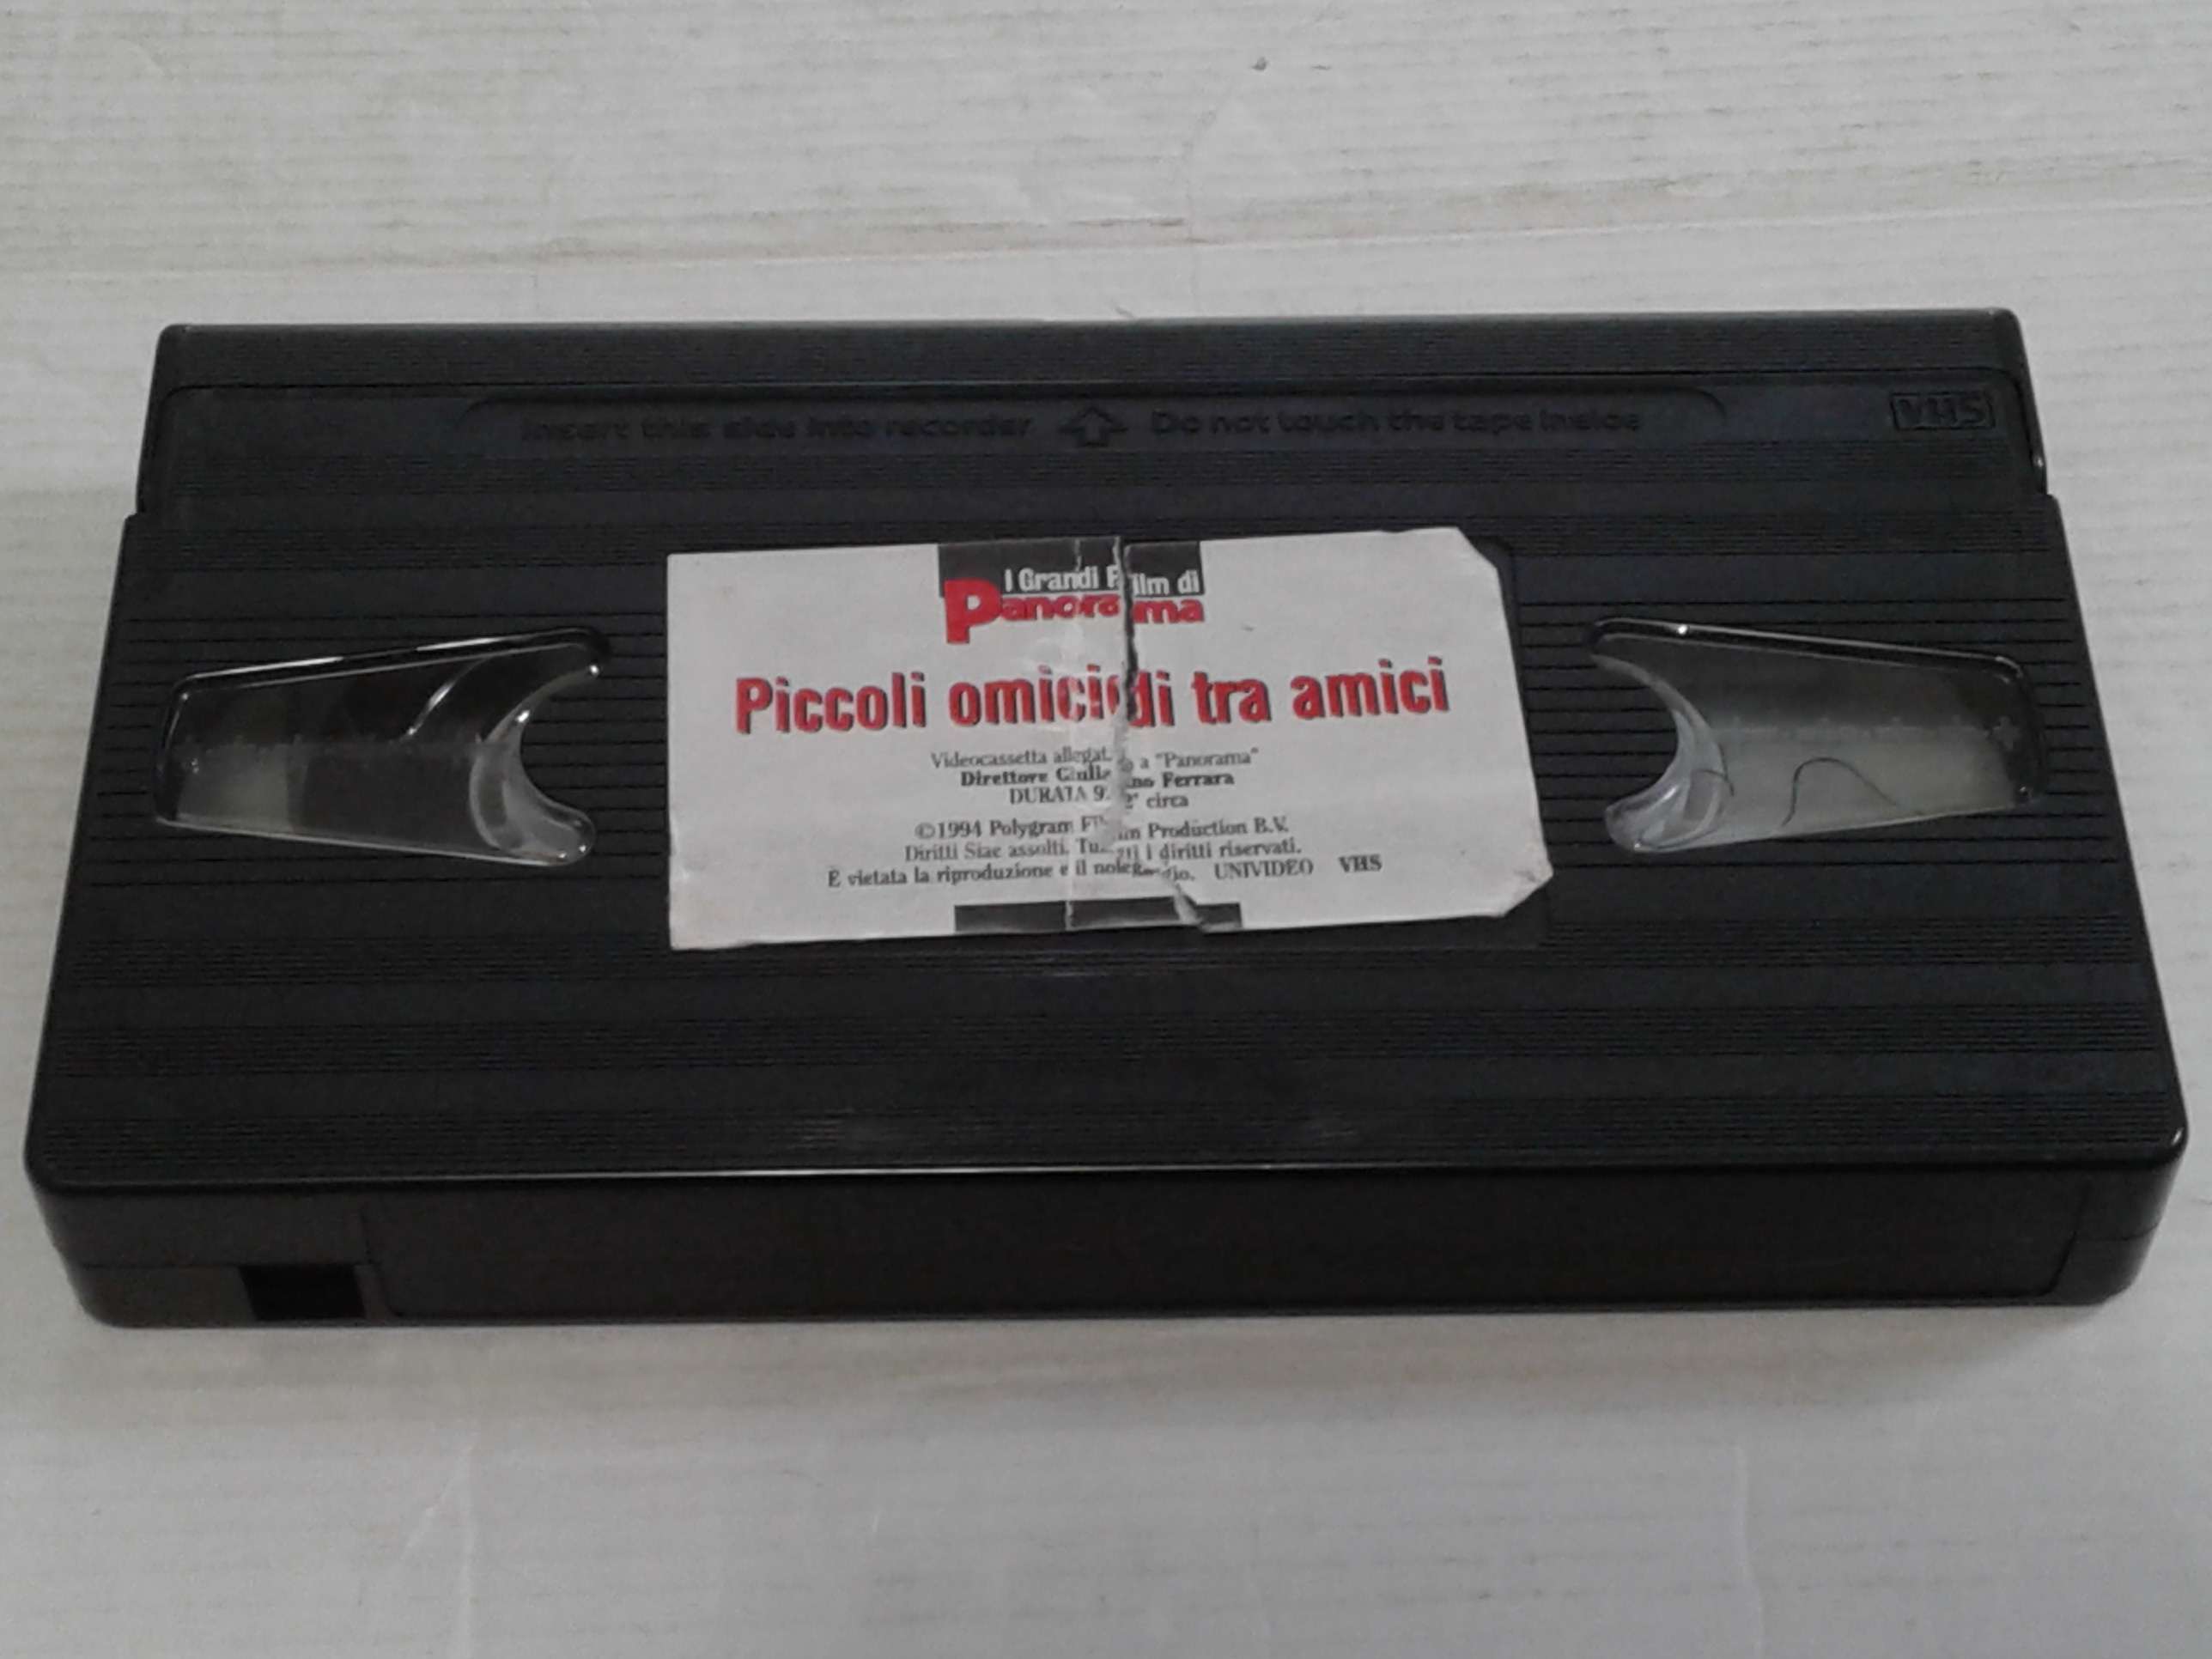 Insert this side into recorder Do not touch the tape inside
VHS
I Grandi Film di
Panorama
Piccoli omicidi tra amici
Videocassetta allegata a "Panorama"
Direttore Giuliano Ferrara
DURATA 92' circa
©1994 Polygram Film Production B.V.
Diritti Siae assolti. Tutti i diritti riservati.
È vietata la riproduzione e il noleggio. UNIVIDEO VHS